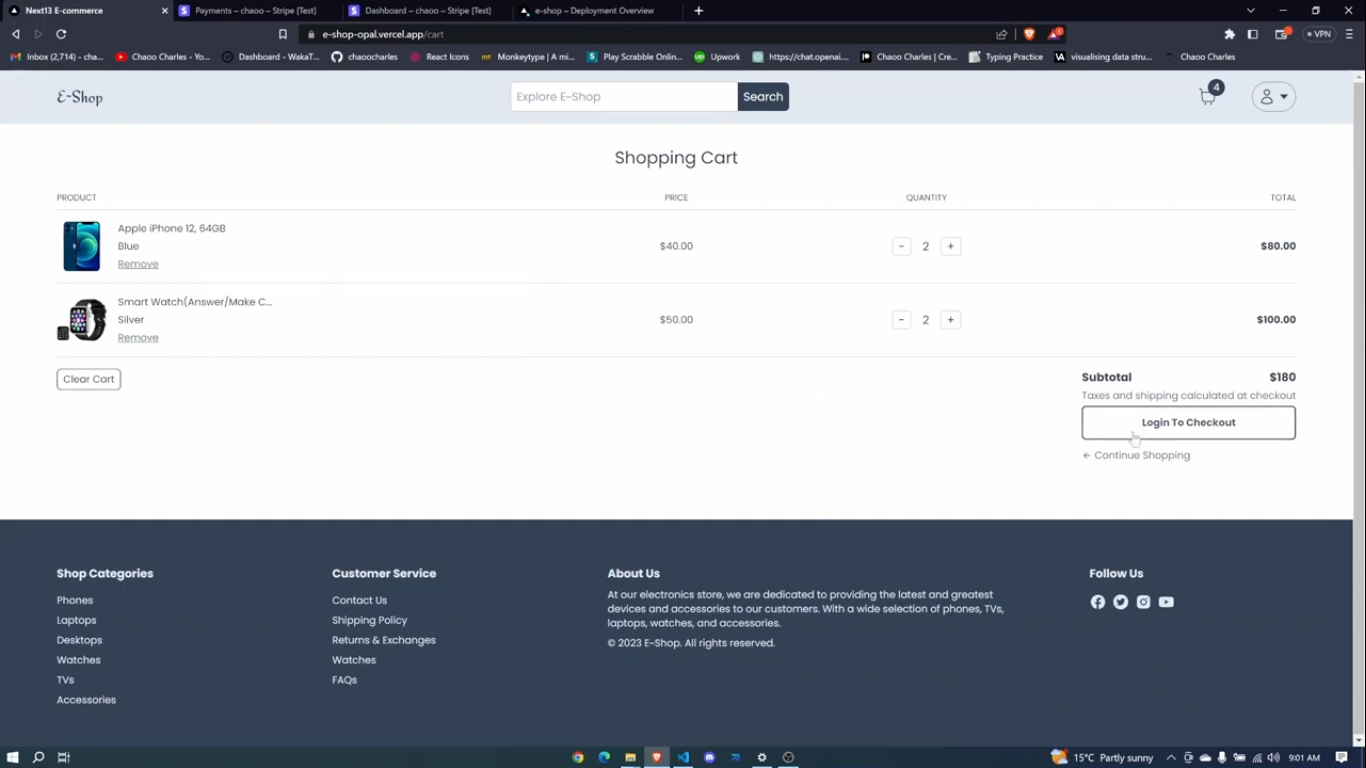 Next13 E-commerce
Payments – chaoo – Stripe [Test]
Dashboard – chaoo – Stripe [Test]
e-shop – Deployment Overview
e-shop-opal.vercel.app/cart
VPN
Inbox (2,714) - cha...
Chaoo Charles - Yo...
Dashboard - WakaT...
chaoocharles
React Icons
Monkeytype | A mi...
Play Scrabble Onlin...
Upwork
https://chat.openai....
Chaoo Charles | Cre...
Typing Practice
visualising data stru...
Chaoo Charles
E-Shop
Explore E-Shop
Search
4
Shopping Cart
PRODUCT PRICE QUANTITY TOTAL
Apple iPhone 12, 64GB
Blue
Remove
$40.00
- 2 +
$80.00
Smart Watch(Answer/Make C...
Silver
Remove
$50.00
- 2 +
$100.00
Clear Cart
Subtotal $180
Taxes and shipping calculated at checkout
Login To Checkout
← Continue Shopping
Shop Categories
Phones
Laptops
Desktops
Watches
TVs
Accessories
Customer Service
Contact Us
Shipping Policy
Returns & Exchanges
Watches
FAQs
About Us
At our electronics store, we are dedicated to providing the latest and greatest
devices and accessories to our customers. With a wide selection of phones, TVs,
laptops, watches, and accessories.
© 2023 E-Shop. All rights reserved.
Follow Us
15°C Partly sunny
9:01 AM